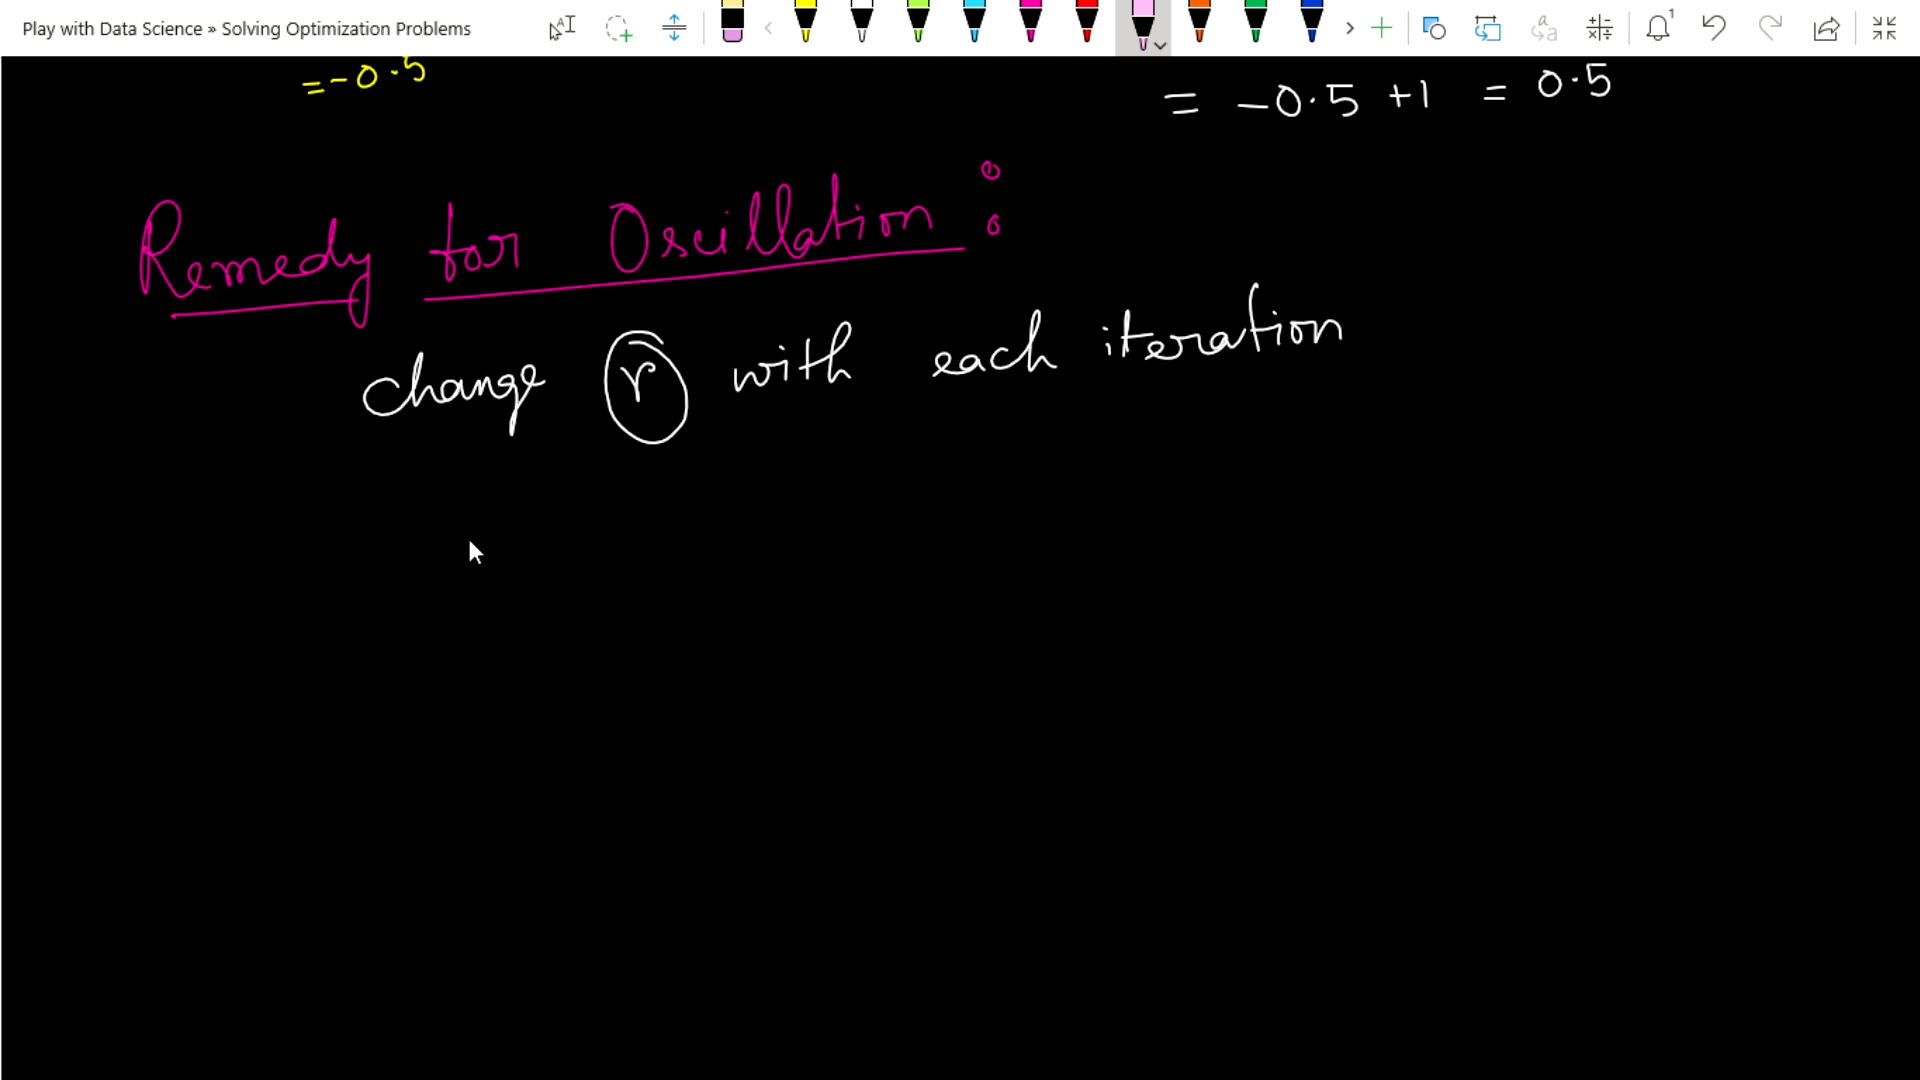 Play with Data Science » Solving Optimization Problems
= -0.5
= -0.5 +1 = 0.5
Remedy for Oscillation :
change r with each iteration